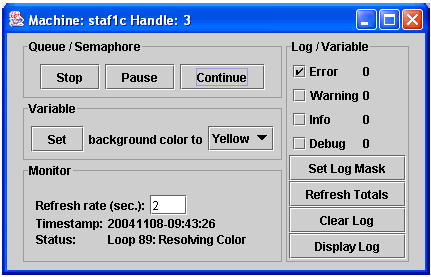 Machine: staf1c Handle: 3
Queue / Semaphore
Stop Pause Continue
Variable
Set background color to Yellow
Monitor
Refresh rate (sec.): 2
Timestamp: 20041108-09:43:26
Status: Loop 89: Resolving Color
Log / Variable
Error 0
Warning 0
Info 0
Debug 0
Set Log Mask
Refresh Totals
Clear Log
Display Log